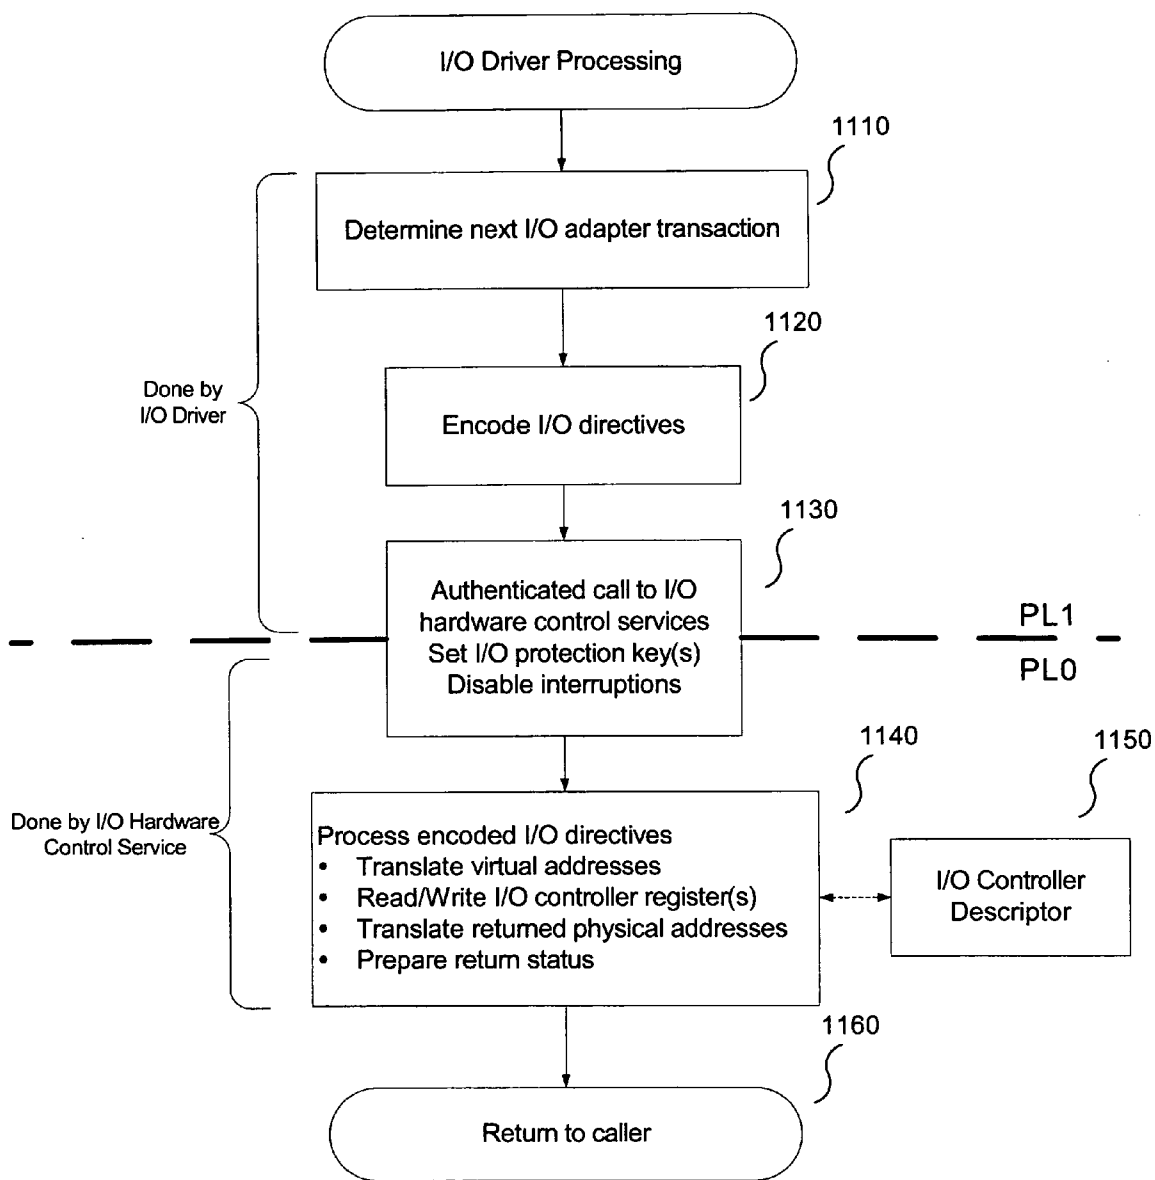 I/O Driver Processing
1110
Determine next I/O adapter transaction
1120
Done by
I/O Driver
Encode I/O directives
1130
Authenticated call to I/O
hardware control services
Set I/O protection key(s)
Disable interruptions
PL1
PL0
1140
1150
Done by I/O Hardware
Control Service
Process encoded I/O directives
• Translate virtual addresses
• Read/Write I/O controller register(s)
• Translate returned physical addresses
• Prepare return status
I/O Controller
Descriptor
1160
Return to caller